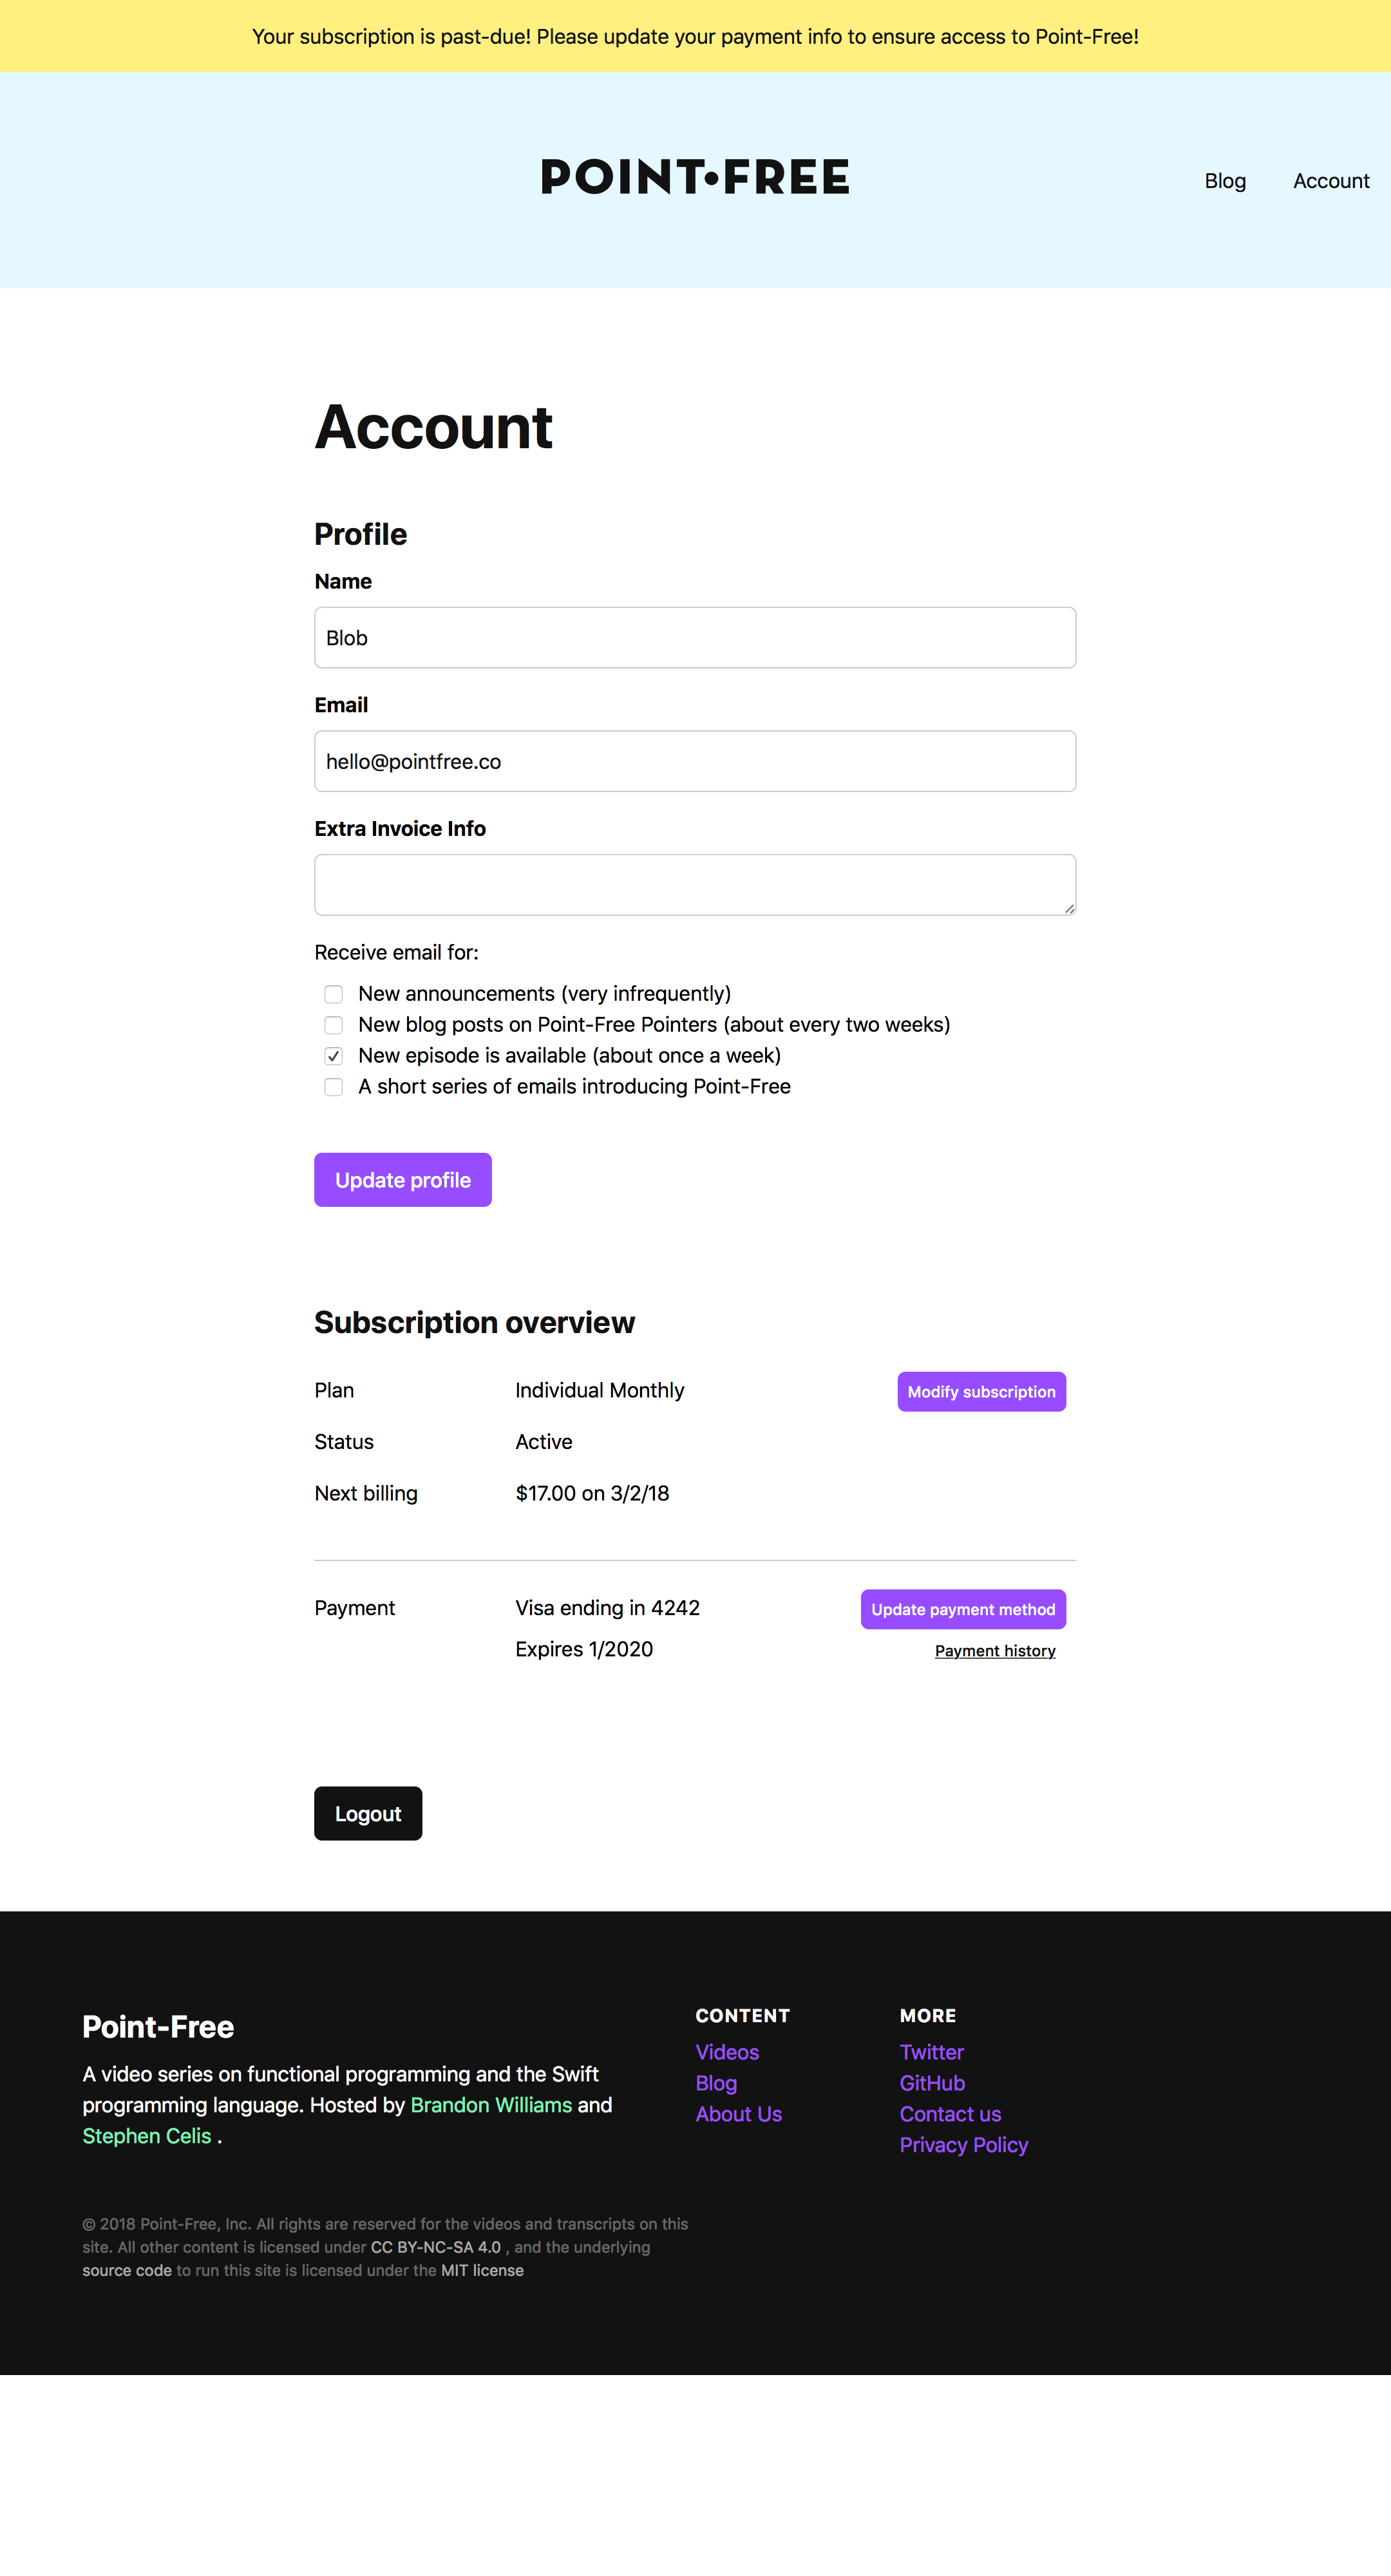 Your subscription is past-due! Please update your payment info to ensure access to Point-Free!
POINT•FREE
Blog
Account
Account
Profile
Name
Blob
Email
hello@pointfree.co
Extra Invoice Info
Receive email for:
New announcements (very infrequently)
New blog posts on Point-Free Pointers (about every two weeks)
New episode is available (about once a week)
A short series of emails introducing Point-Free
Update profile
Subscription overview
Plan
Individual Monthly
Modify subscription
Status
Active
Next billing
$17.00 on 3/2/18
Payment
Visa ending in 4242
Update payment method
Expires 1/2020
Payment history
Logout
Point-Free
A video series on functional programming and the Swift
programming language. Hosted by Brandon Williams and
Stephen Celis .
CONTENT
Videos
Blog
About Us
MORE
Twitter
GitHub
Contact us
Privacy Policy
© 2018 Point-Free, Inc. All rights are reserved for the videos and transcripts on this
site. All other content is licensed under CC BY-NC-SA 4.0 , and the underlying
source code to run this site is licensed under the MIT license